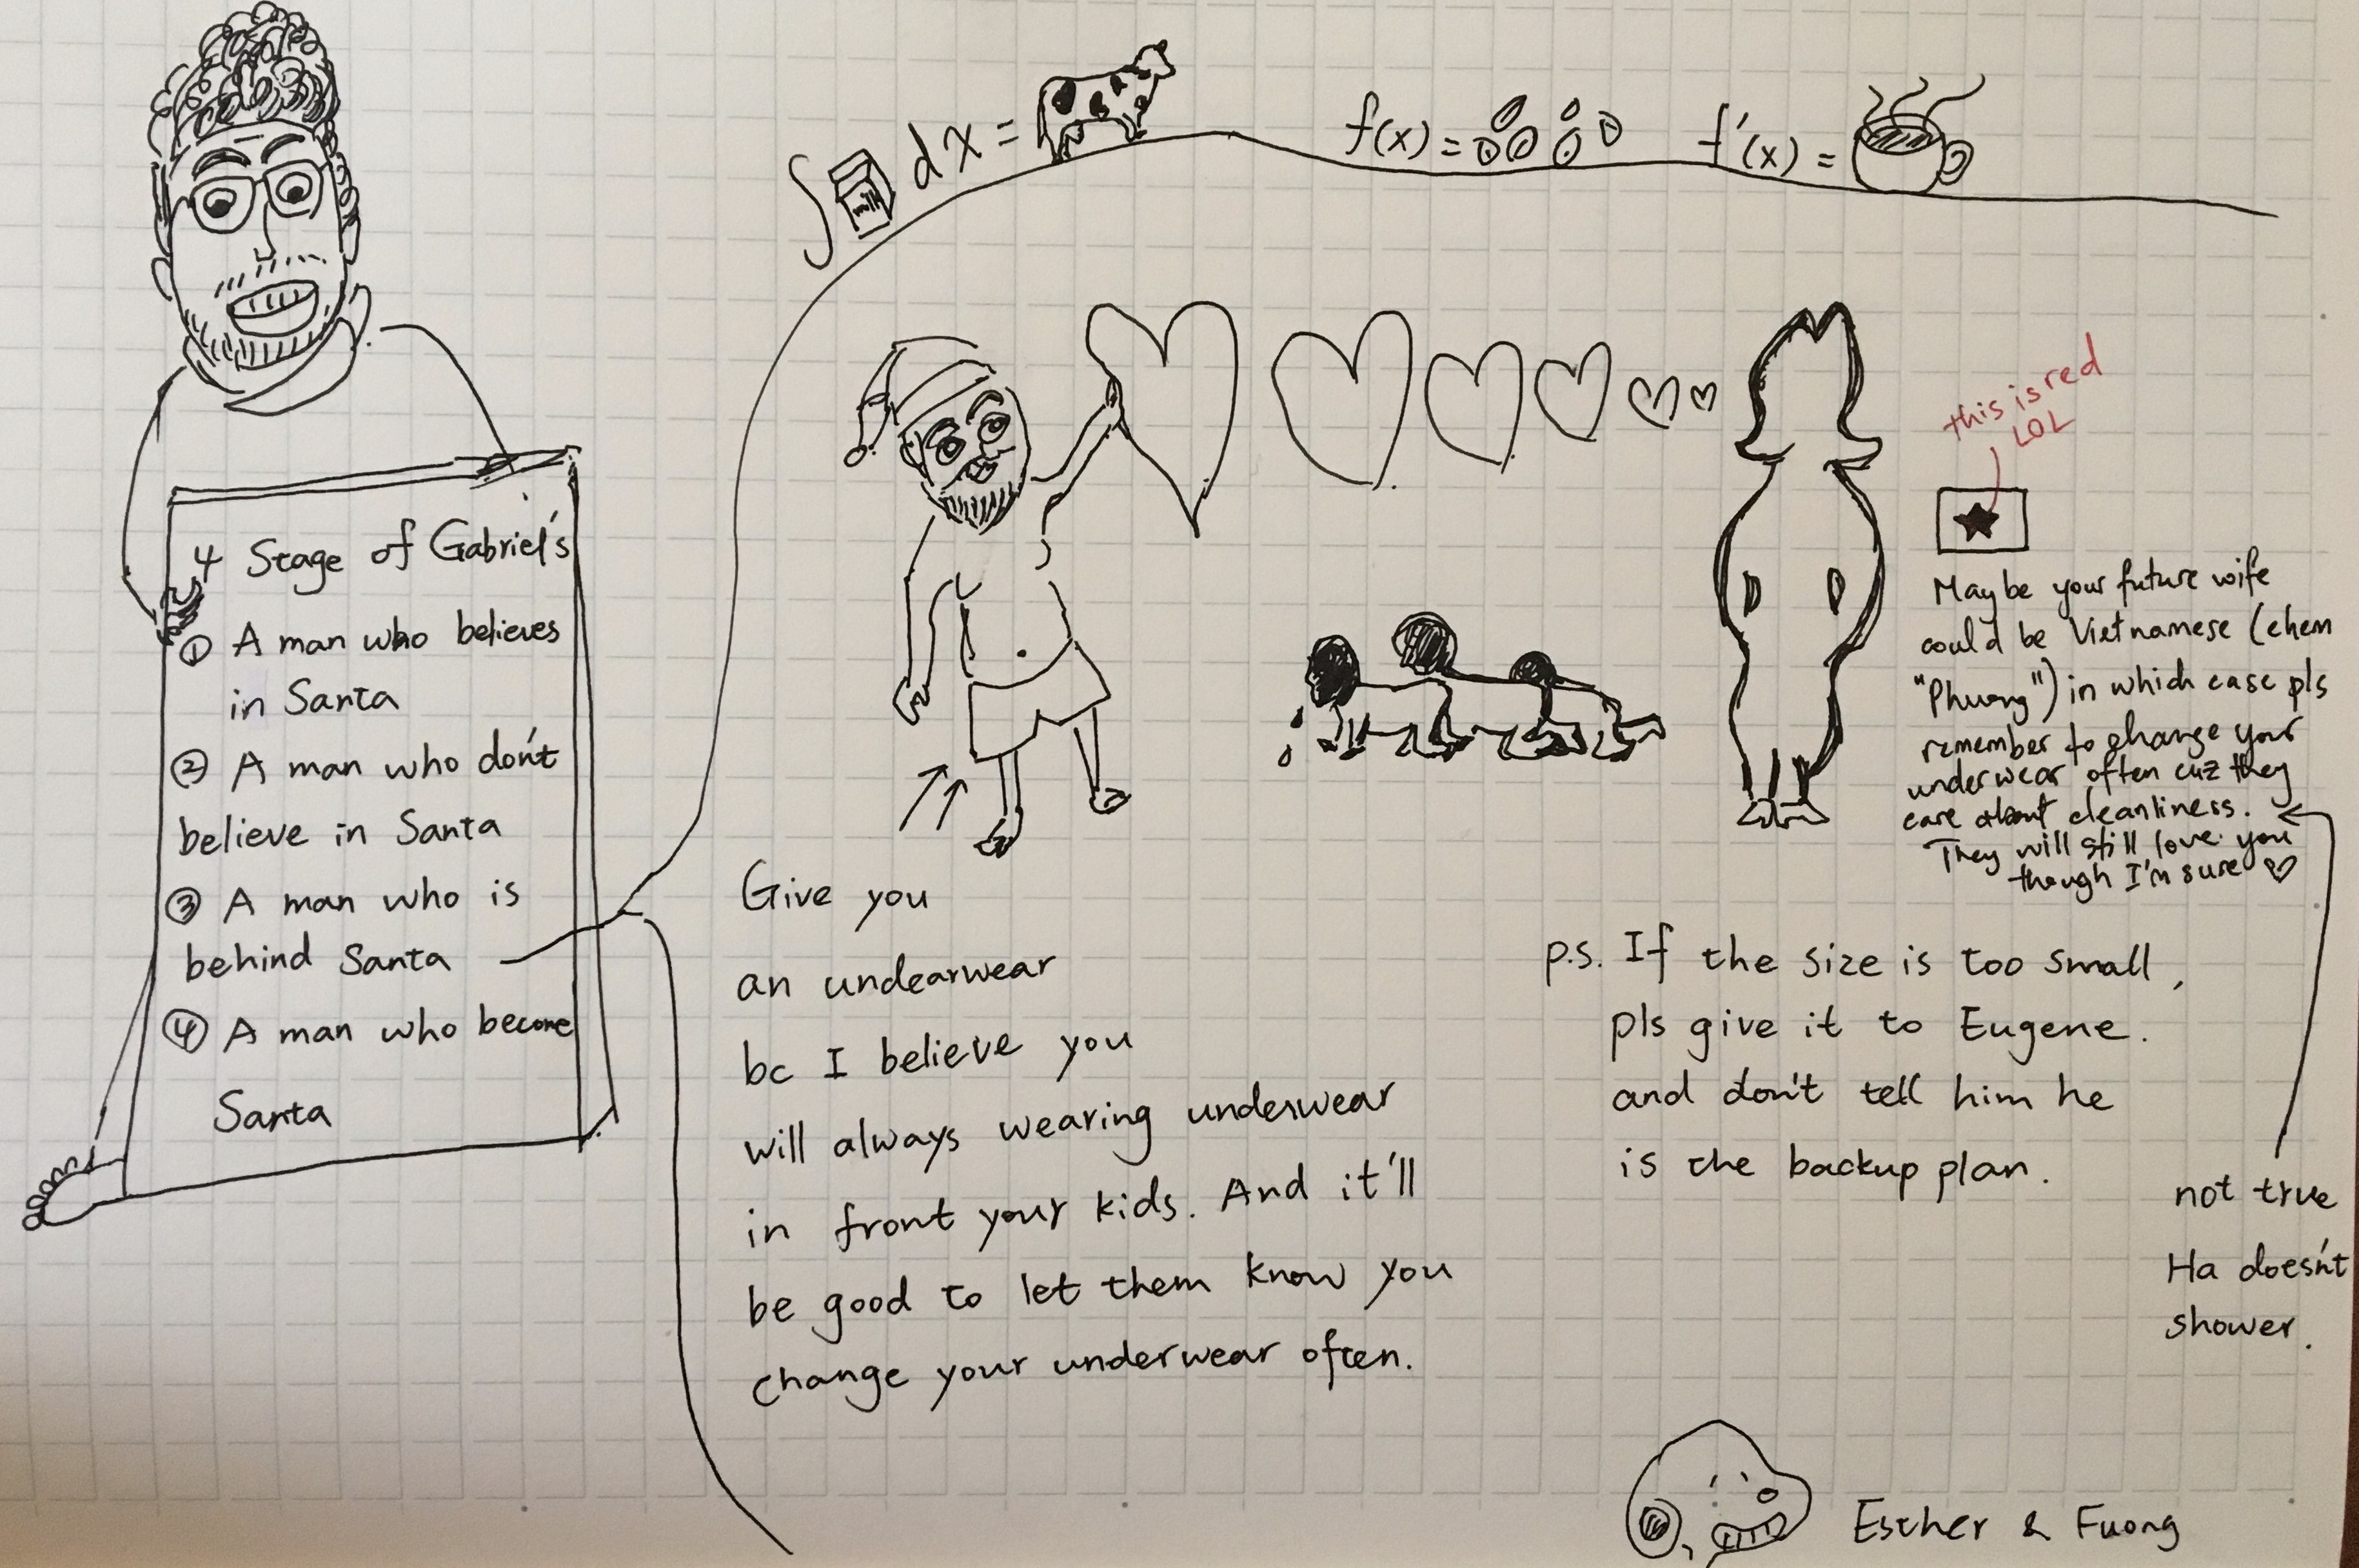 ∫ MILK dx =
f(x) =
f'(x) =
4 Stage of Gabriel's
① A man who believes
in Santa
② A man who don't
believe in Santa
③ A man who is
behind Santa
④ A man who become
Santa
this is red
LOL
Maybe your future wife
could be Vietnamese (ehem
"Phuong") in which case pls
remember to change your
underwear often cuz they
care about cleanliness.
They will still love you
though I'm sure ♡
Give you
an undearwear
bc I believe you
will always wearing underwear
in front your kids. And it'll
be good to let them know you
change your underwear often.
p.s. If the size is too small,
pls give it to Eugene.
and don't tell him he
is the backup plan.
not true
Ha doesn't
shower.
Esther & Fuong